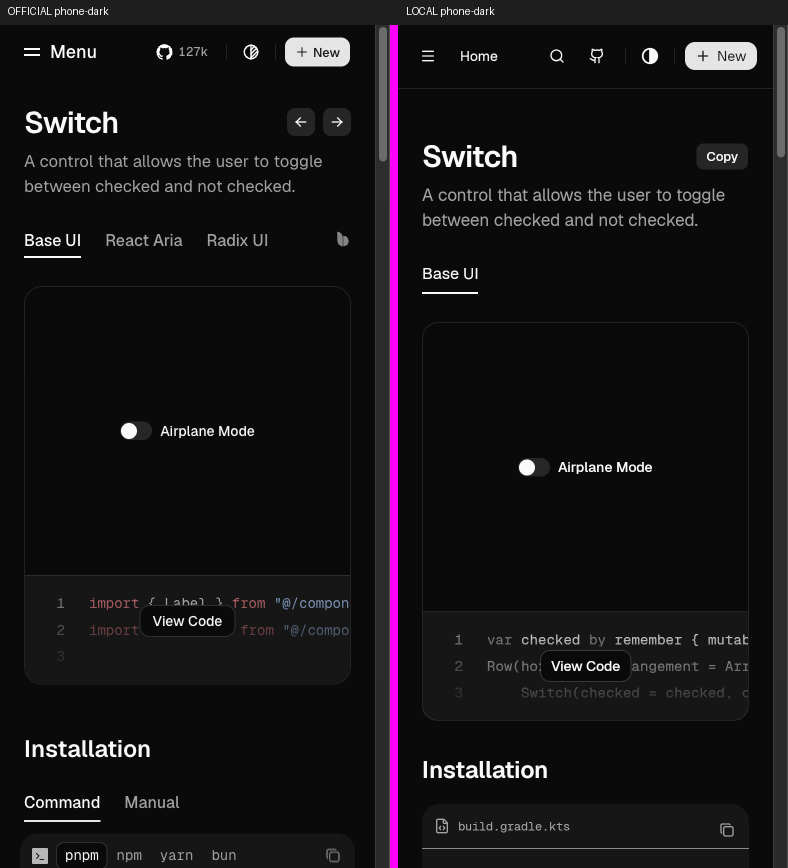 OFFICIAL phone-dark
Menu 127k New
Switch
A control that allows the user to toggle
between checked and not checked.
Base UI React Aria Radix UI
Airplane Mode
1 import { Label } from "@/compon
2 import from "@/compo
3
View Code
Installation
Command Manual
pnpm npm yarn bun
LOCAL phone-dark
Home New
Switch Copy
A control that allows the user to toggle
between checked and not checked.
Base UI
Airplane Mode
1 var checked by remember { mutab
2 Row(ho angement = Arr
3 Switch(checked = checked, c
View Code
Installation
build.gradle.kts